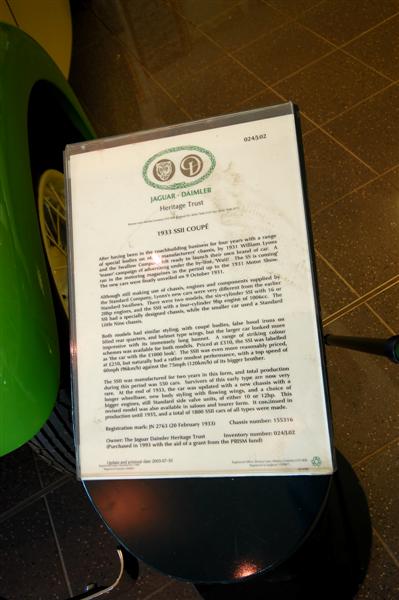 024/J.02
JAGUAR · DAIMLER
Heritage Trust
1933 SSII COUPÉ
After having been in the coachbuilding business for four years with a range
of special bodies on other manufacturers' chassis, by 1931 William Lyons
and the Swallow Company felt ready to launch their own brand of car. A
'teaser' campaign of advertising under the by-line, 'Wait! The SS is coming'
ran in the motoring magazines in the period up to the 1931 Motor Show.
The new cars were finally unveiled on 9 October 1931.
Although still making use of chassis, engines and components supplied by
the Standard Company, Lyons's new cars were very different from the earlier
Standard Swallows. There were two models, the six-cylinder SSI with 16 or
20hp engines, and the SSII with a four-cylinder 9hp engine of 1006cc. The
SSI had a specially designed chassis, while the smaller car used a Standard
Little Nine chassis.
Both models had similar styling, with coupé bodies, false hood irons on
blind rear quarters, and helmet type wings, but the larger car looked more
impressive with its immensely long bonnet. A range of striking colour
schemes was available for both models. Priced at £310, the SSI was labelled
as 'the car with the £1000 look'. The SSII was even more reasonably priced,
at £210, but naturally had a rather modest performance, with a top speed of
60mph (96km/h) against the 75mph (120km/h) of its bigger brother.
The SSII was manufactured for two years in this form, and total production
during this period was 550 cars. Survivors of this early type are now very
rare. At the end of 1933, the car was updated with a new chassis with a
longer wheelbase, new body styling with flowing wings, and a choice of
bigger engines, still Standard side valve units, of either 10 or 12hp. This
revised model was also available in saloon and tourer form. It continued in
production until 1935, and a total of 1800 SSII cars of all types were made.
Registration mark: JN 2763 (20 February 1933) Chassis number: 155316
Owner: The Jaguar Daimler Heritage Trust Inventory number: 024/J.02
(Purchased in 1993 with the aid of a grant from the PRISM fund)